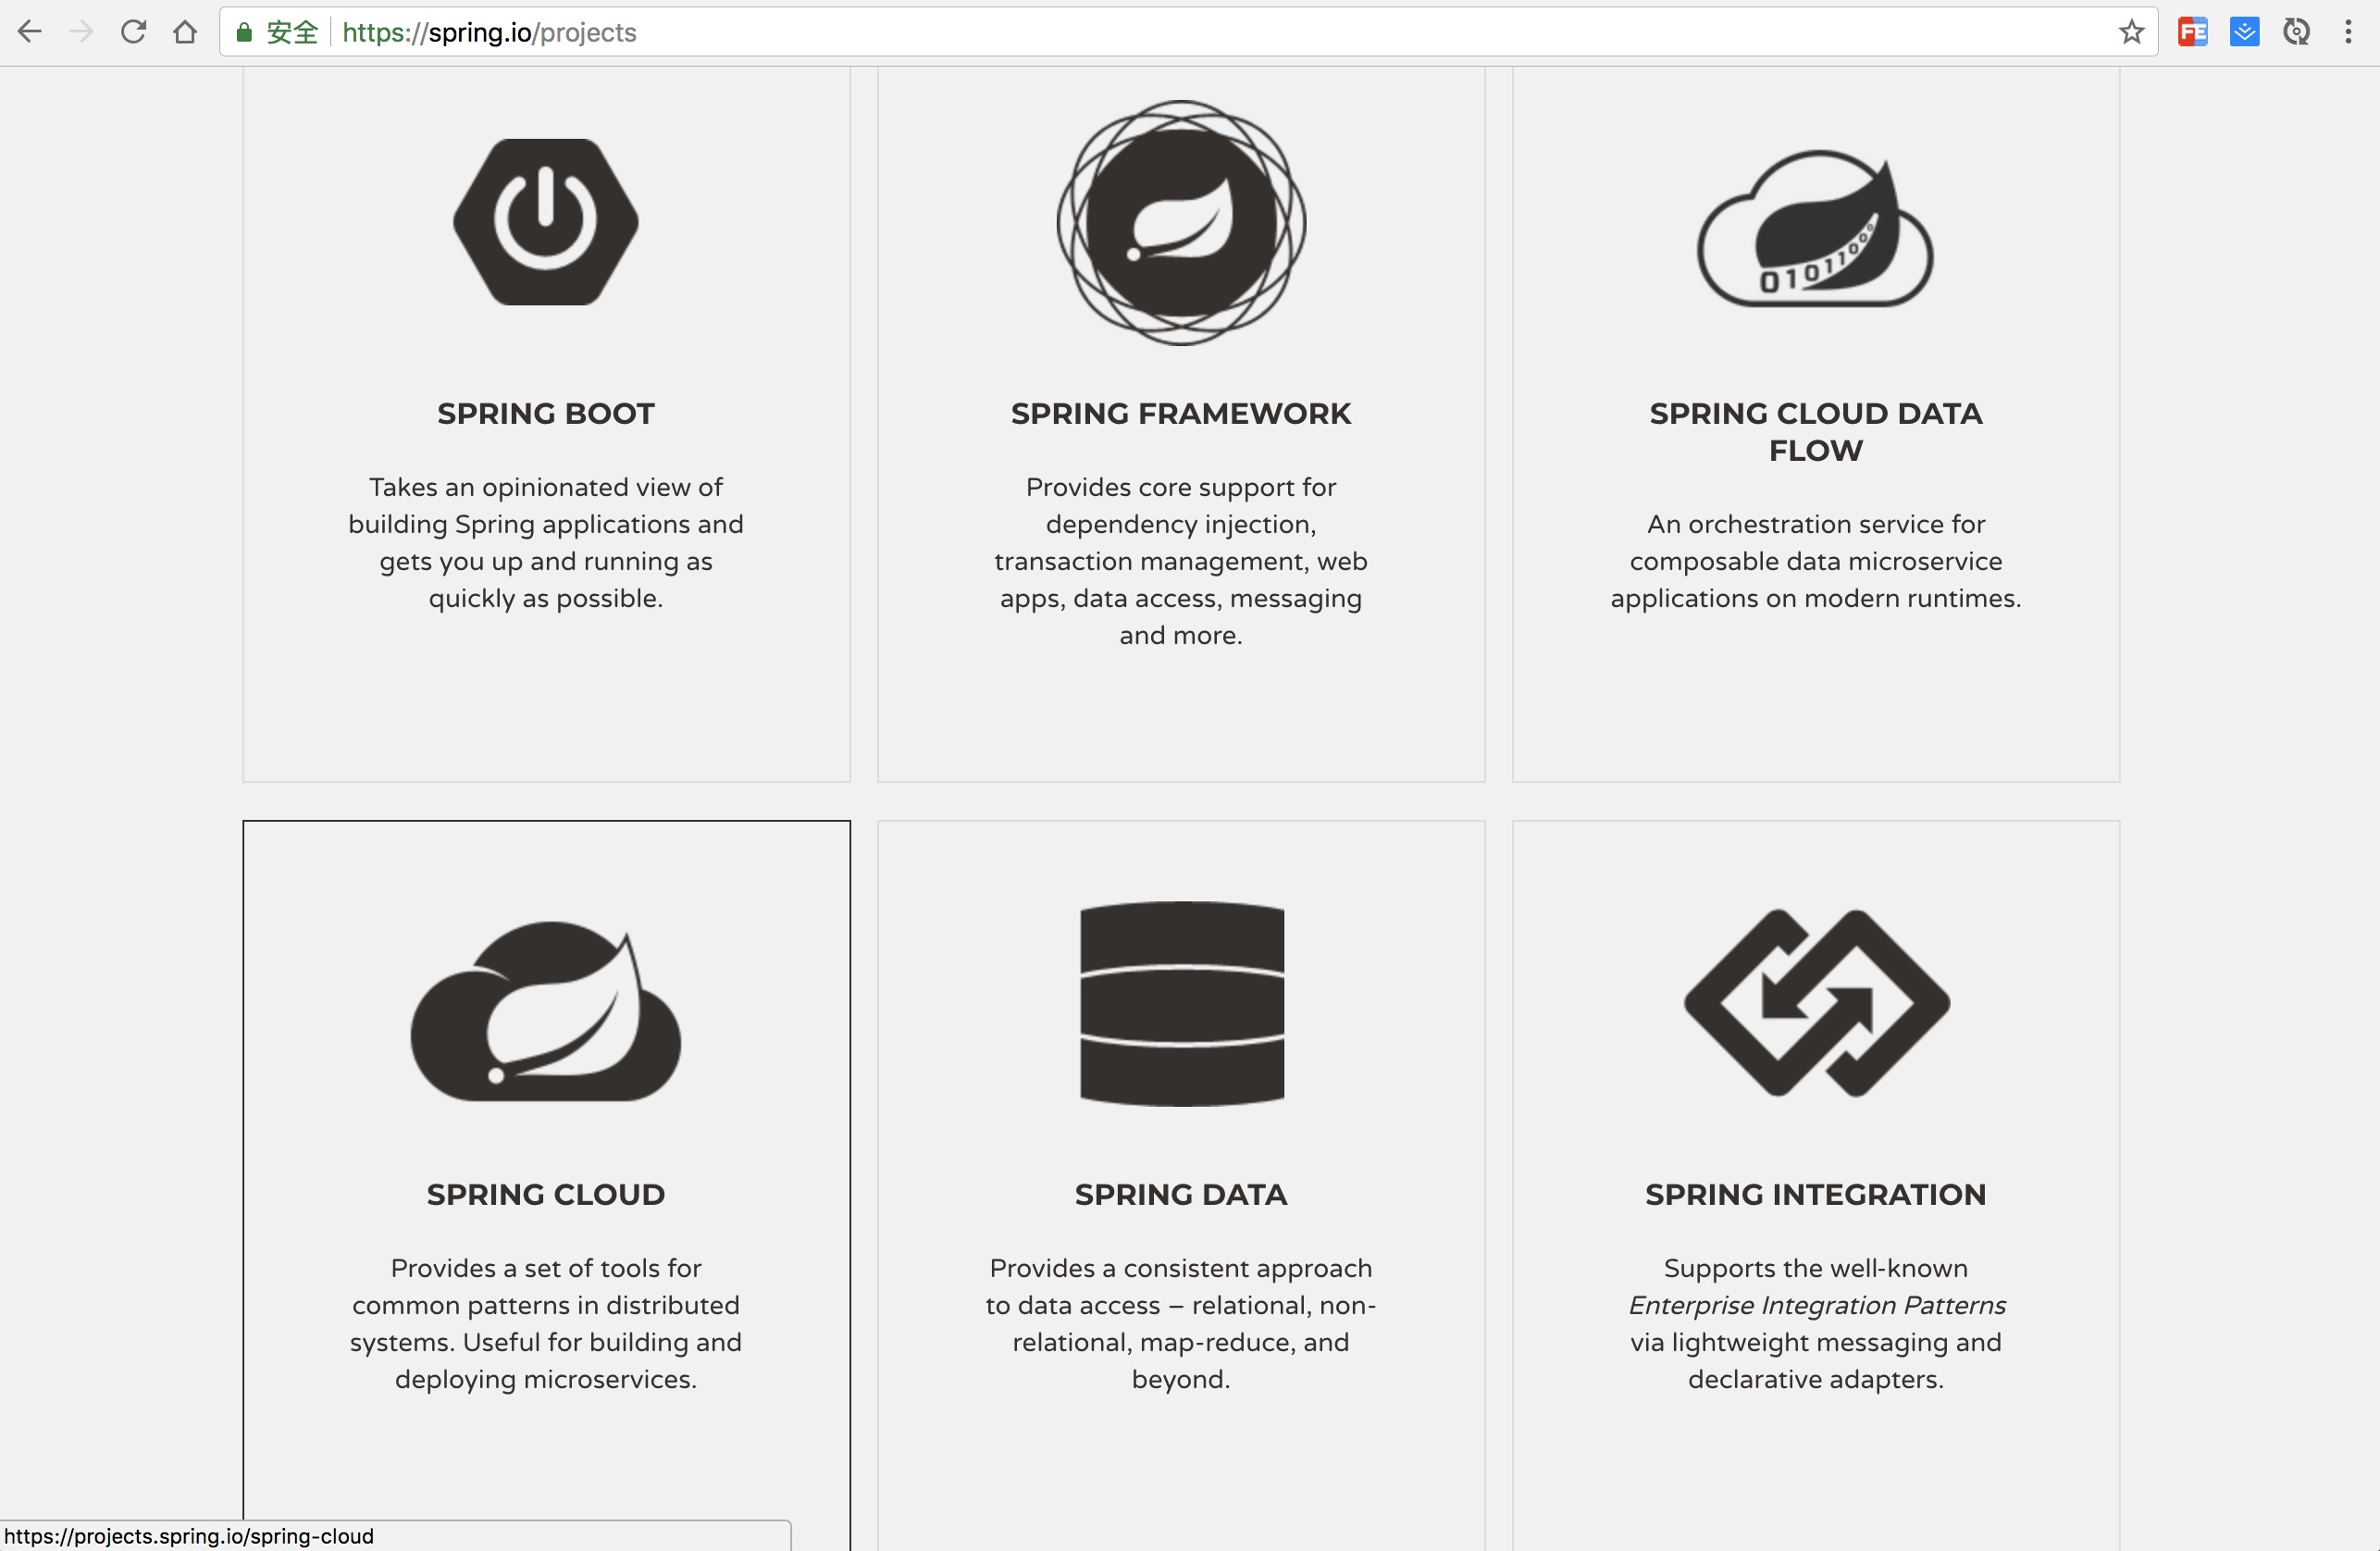 安全 https://spring.io/projects
FE
01011000
SPRING BOOT
Takes an opinionated view of
building Spring applications and
gets you up and running as
quickly as possible.
SPRING FRAMEWORK
Provides core support for
dependency injection,
transaction management, web
apps, data access, messaging
and more.
SPRING CLOUD DATA
FLOW
An orchestration service for
composable data microservice
applications on modern runtimes.
SPRING CLOUD
Provides a set of tools for
common patterns in distributed
systems. Useful for building and
deploying microservices.
SPRING DATA
Provides a consistent approach
to data access – relational, non-
relational, map-reduce, and
beyond.
SPRING INTEGRATION
Supports the well-known
Enterprise Integration Patterns
via lightweight messaging and
declarative adapters.
https://projects.spring.io/spring-cloud